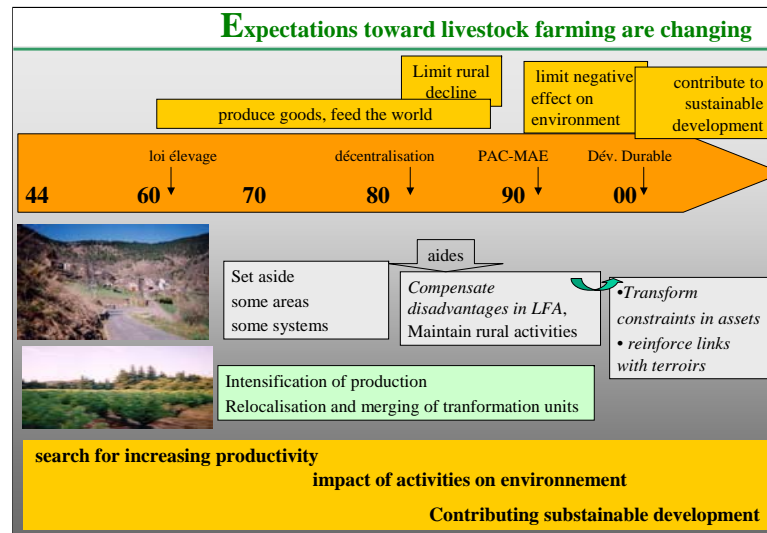 Expectations toward livestock farming are changing
Limit rural
decline
limit negative
effect on
environment
contribute to
sustainable
development
produce goods, feed the world
loi élevage
décentralisation
PAC-MAE
Dév. Durable
44
60
70
80
90
00
aides
Set aside
some areas
some systems
Compensate
disadvantages in LFA,
Maintain rural activities
•Transform
constraints in assets
• reinforce links
with terroirs
Intensification of production
Relocalisation and merging of tranformation units
search for increasing productivity
impact of activities on environnement
Contributing substainable development